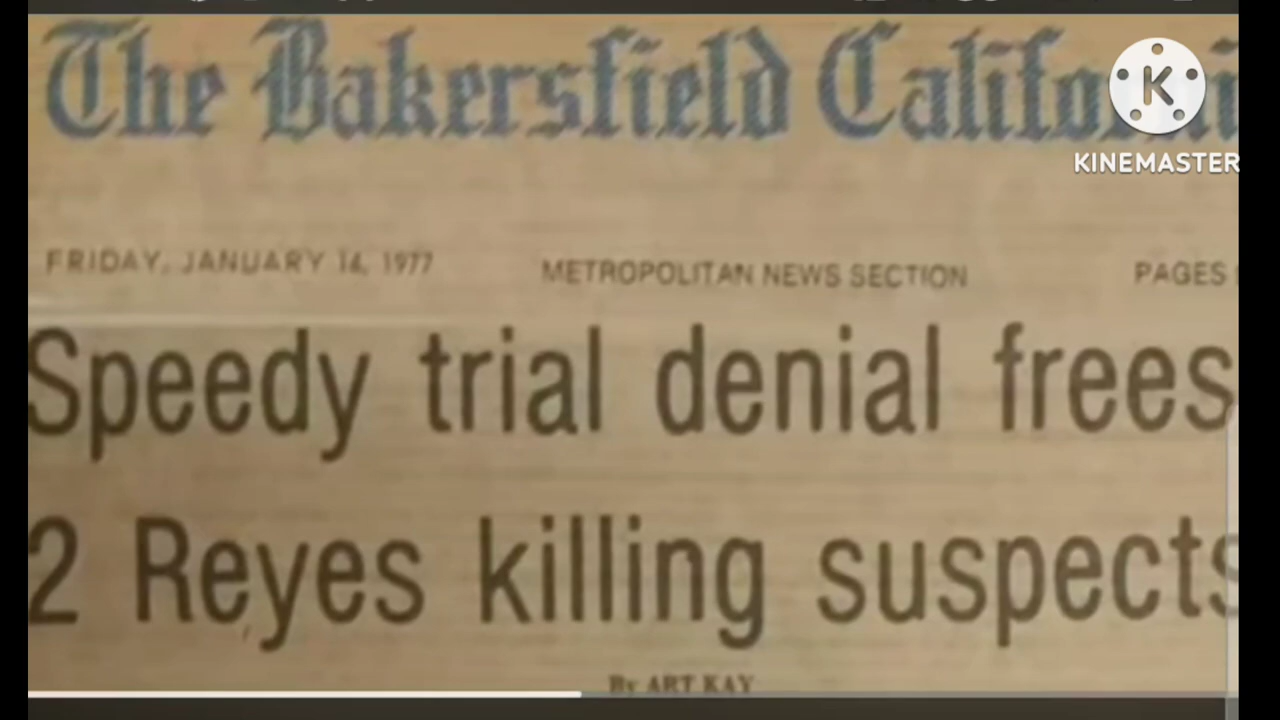 The Bakersfield Californi
K
KINEMASTER
FRIDAY, JANUARY 14, 1977 METROPOLITAN NEWS SECTION PAGES
Speedy trial denial frees
2 Reyes killing suspects
By ART KAY